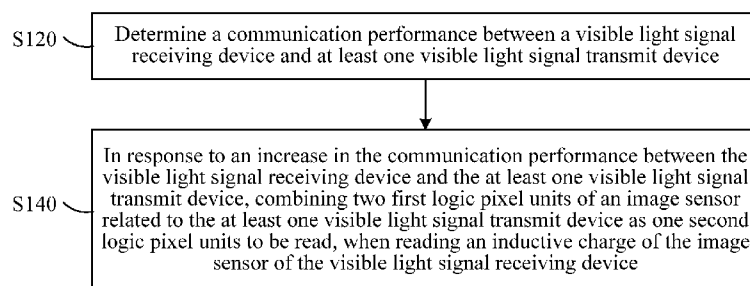 S120
Determine a communication performance between a visible light signal
receiving device and at least one visible light signal transmit device
S140
In response to an increase in the communication performance between the
visible light signal receiving device and the at least one visible light signal
transmit device, combining two first logic pixel units of an image sensor
related to the at least one visible light signal transmit device as one second
logic pixel units to be read, when reading an inductive charge of the image
sensor of the visible light signal receiving device